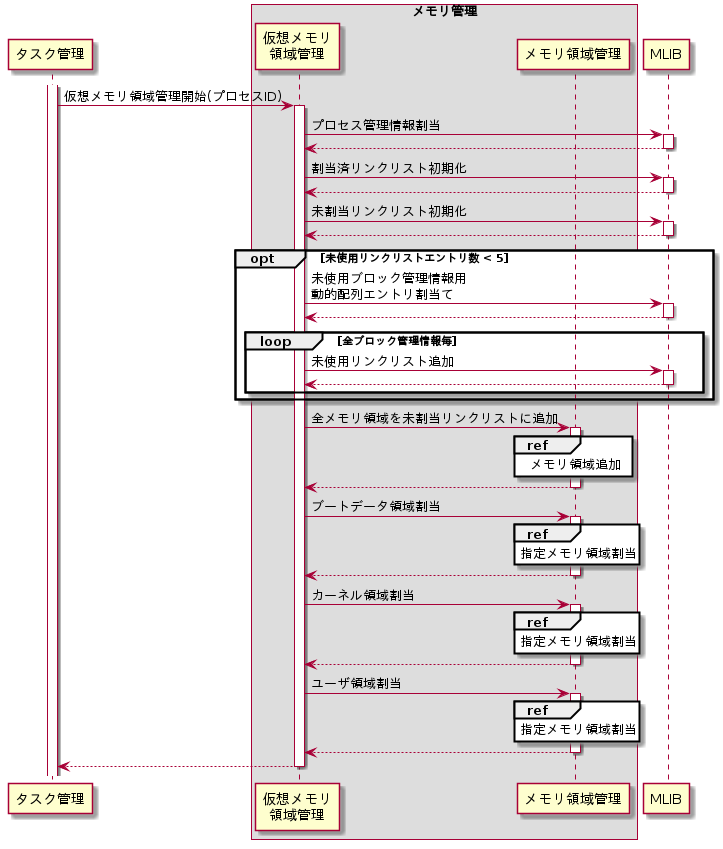 メモリ管理
タスク管理
仮想メモリ
領域管理
メモリ領域管理
MLIB
仮想メモリ領域管理開始(プロセスID)
プロセス管理情報割当
割当済リンクリスト初期化
未割当リンクリスト初期化
opt
[未使用リンクリストエントリ数 < 5]
未使用ブロック管理情報用
動的配列エントリ割当て
loop
[全ブロック管理情報毎]
未使用リンクリスト追加
全メモリ領域を未割当リンクリストに追加
ref
メモリ領域追加
ブートデータ領域割当
ref
指定メモリ領域割当
カーネル領域割当
ref
指定メモリ領域割当
ユーザ領域割当
ref
指定メモリ領域割当
タスク管理
仮想メモリ
領域管理
メモリ領域管理
MLIB